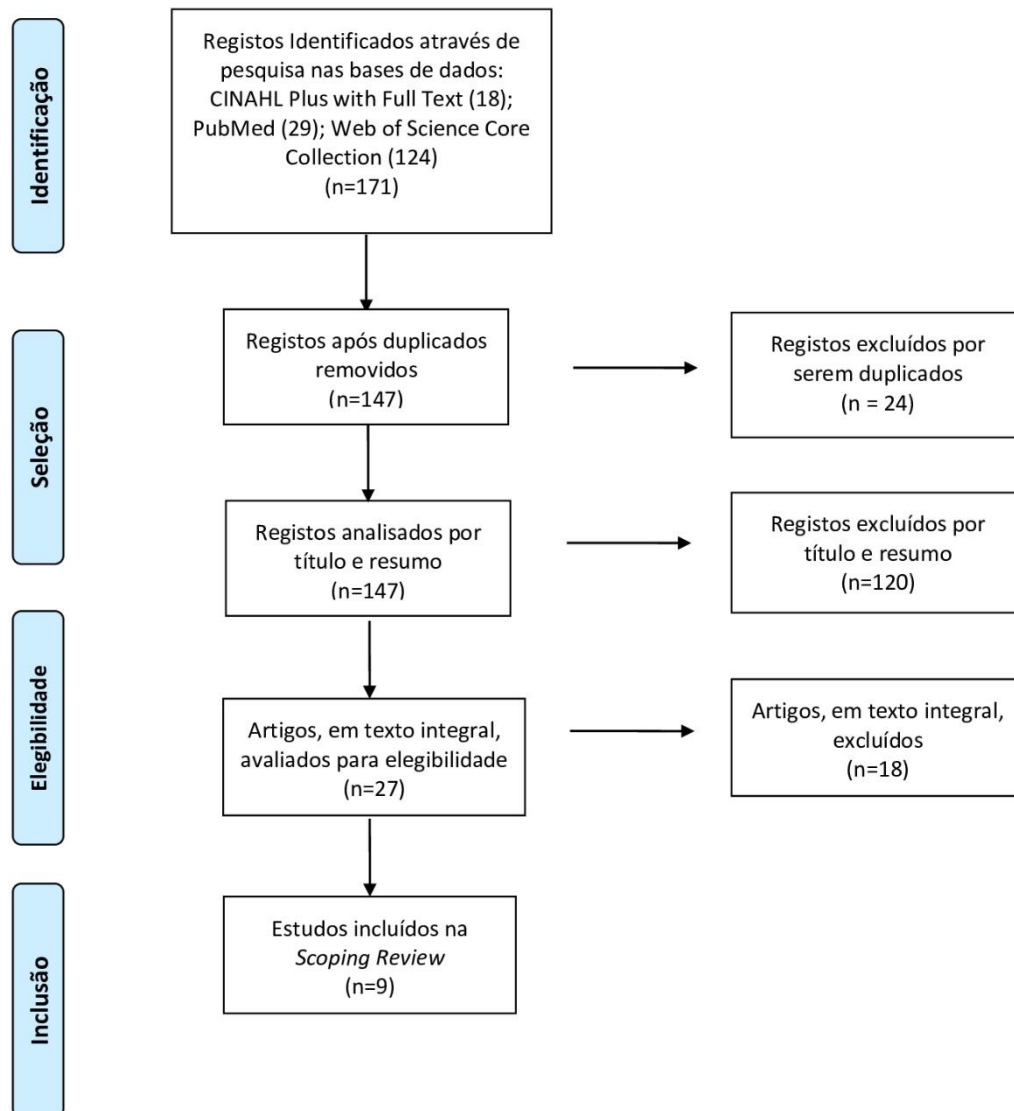 Identificação
Registos Identificados através de
pesquisa nas bases de dados:
CINAHL Plus with Full Text (18);
PubMed (29); Web of Science Core
Collection (124)
(n=171)
Seleção
Registos após duplicados
removidos
(n=147)
Registos excluídos por
serem duplicados
(n = 24)
Registos analisados por
título e resumo
(n=147)
Registos excluídos por
título e resumo
(n=120)
Elegibilidade
Artigos, em texto integral,
avaliados para elegibilidade
(n=27)
Artigos, em texto integral,
excluídos
(n=18)
Inclusão
Estudos incluídos na
Scoping Review
(n=9)